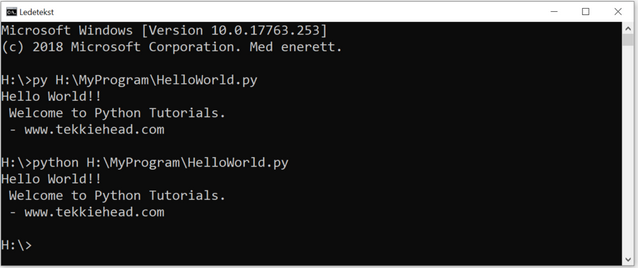 Ledetekst
Microsoft Windows [Version 10.0.17763.253]
(c) 2018 Microsoft Corporation. Med enerett.
H:\>py H:\MyProgram\HelloWorld.py
Hello World!!
Welcome to Python Tutorials.
- www.tekkiehead.com
H:\>python H:\MyProgram\HelloWorld.py
Hello World!!
Welcome to Python Tutorials.
- www.tekkiehead.com
H:\>